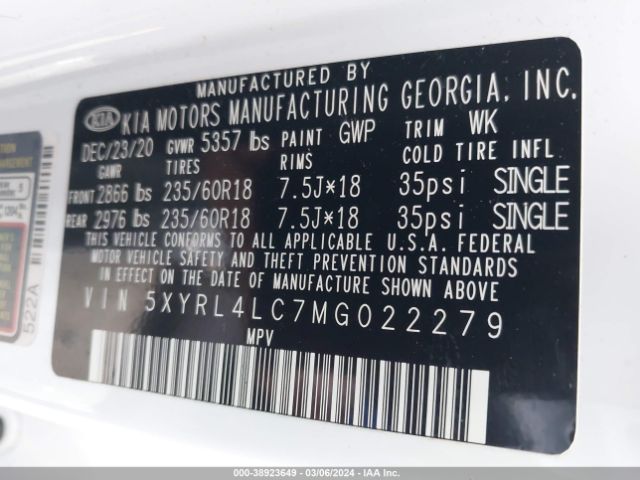 MANUFACTURED BY
KIA KIA MOTORS MANUFACTURING GEORGIA, INC.
DEC/23/20 GVWR 5357 lbs PAINT GWP TRIM WK
GAWR TIRES RIMS COLD TIRE INFL
FRONT 2866 lbs 235/60R18 7.5J*18 35psi SINGLE
REAR 2976 lbs 235/60R18 7.5J*18 35psi SINGLE
THIS VEHICLE CONFORMS TO ALL APPLICABLE U.S.A. FEDERAL
MOTOR VEHICLE SAFETY AND THEFT PREVENTION STANDARDS
IN EFFECT ON THE DATE OF MANUFACTURE SHOWN ABOVE.
VIN 5XYRL4LC7MG022279
MPV
522A
000-38923649 - 03/06/2024 - IAA Inc.